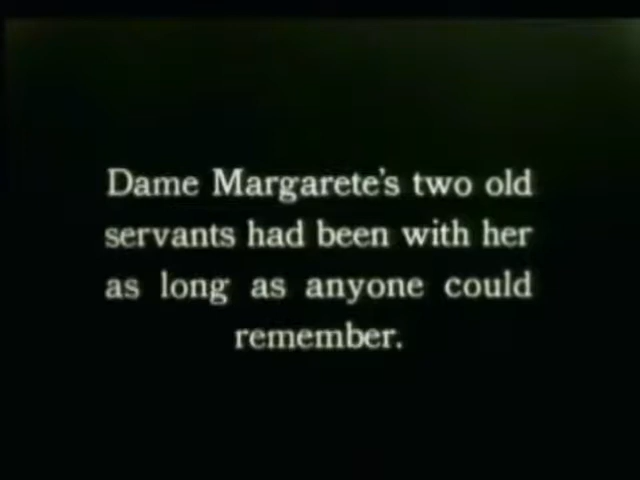 Dame Margarete's two old
servants had been with her
as long as anyone could
remember.